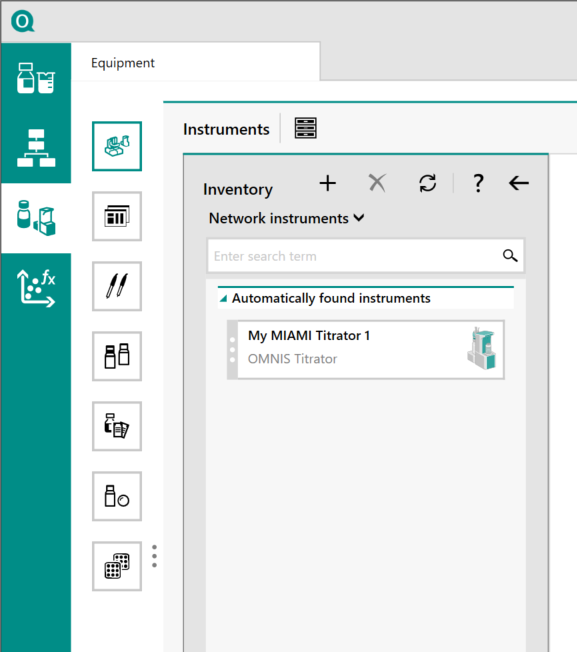 Equipment
Instruments
Inventory
Network instruments
Enter search term
Automatically found instruments
My MIAMI Titrator 1
OMNIS Titrator